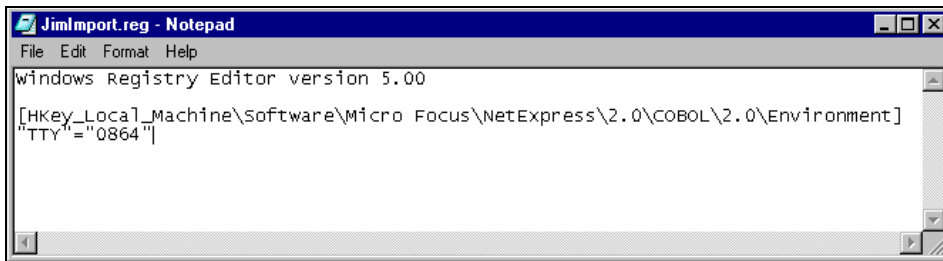 JimImport.reg - Notepad
File Edit Format Help
Windows Registry Editor version 5.00
[HKey_Local_Machine\Software\Micro Focus\NetExpress\2.0\COBOL\2.0\Environment]
"TTY"="0864"